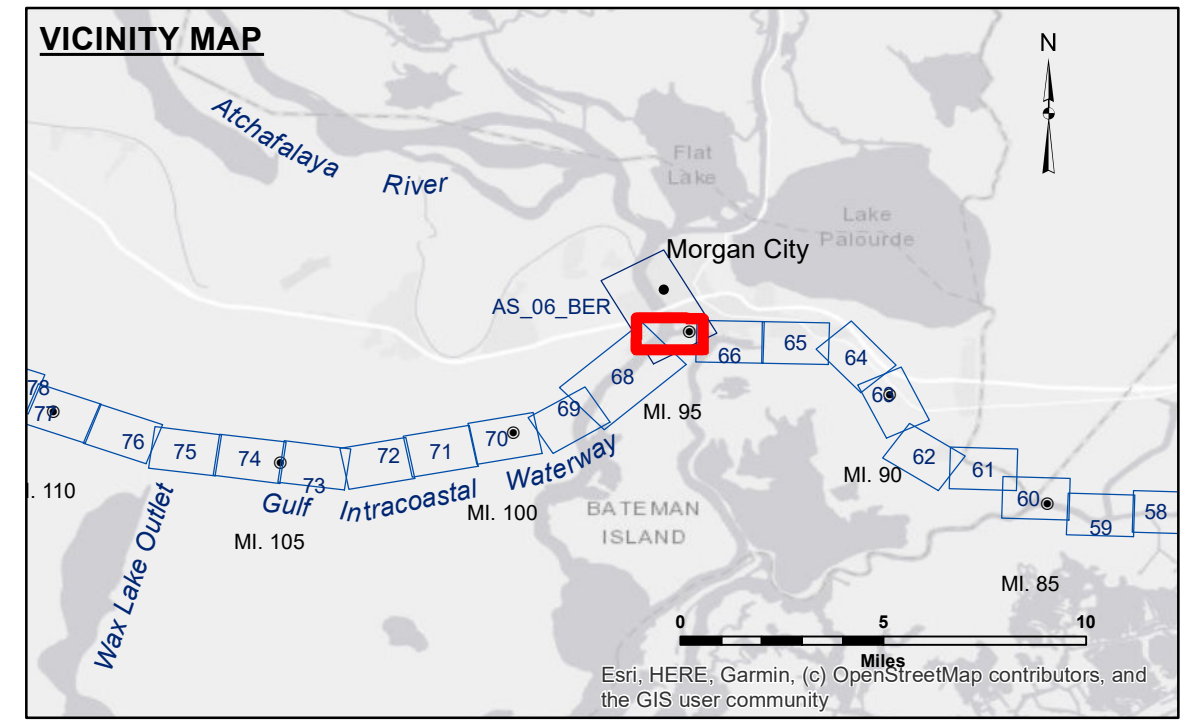 VICINITY MAP
N
Atchafalaya
River
Flat
Lake
Lake
Palourde
Morgan City
AS_06_BER
66
65
64
63
68
MI. 95
69
62
61
MI. 90
60
59
58
78
77
76
75
74
73
72
71
70
Gulf
Intracoastal
Waterway
MI. 100
MI. 105
I. 110
Wax Lake Outlet
BATEMAN
ISLAND
MI. 85
0
5
10
Miles
Esri, HERE, Garmin, (c) OpenStreetMap contributors, and
the GIS user community